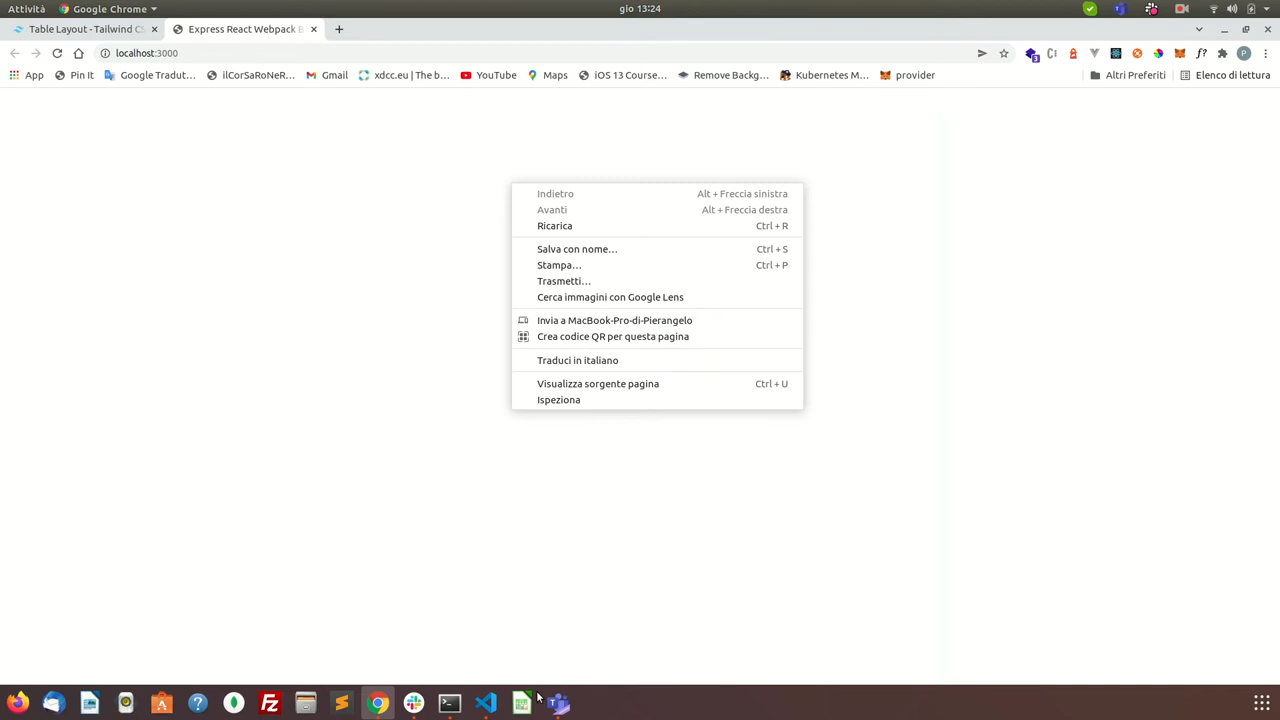 Attività
Google Chrome
gio 13:24
Table Layout - Tailwind CS
Express React Webpack B
localhost:3000
App
Pin It
Google Tradut...
ilCorSaRoNeR...
Gmail
xdcc.eu | The b...
YouTube
Maps
iOS 13 Course...
Remove Backg...
Kubernetes M...
provider
Altri Preferiti
Elenco di lettura
Indietro Alt + Freccia sinistra
Avanti Alt + Freccia destra
Ricarica Ctrl + R
Salva con nome... Ctrl + S
Stampa... Ctrl + P
Trasmetti...
Cerca immagini con Google Lens
Invia a MacBook-Pro-di-Pierangelo
Crea codice QR per questa pagina
Traduci in italiano
Visualizza sorgente pagina Ctrl + U
Ispeziona